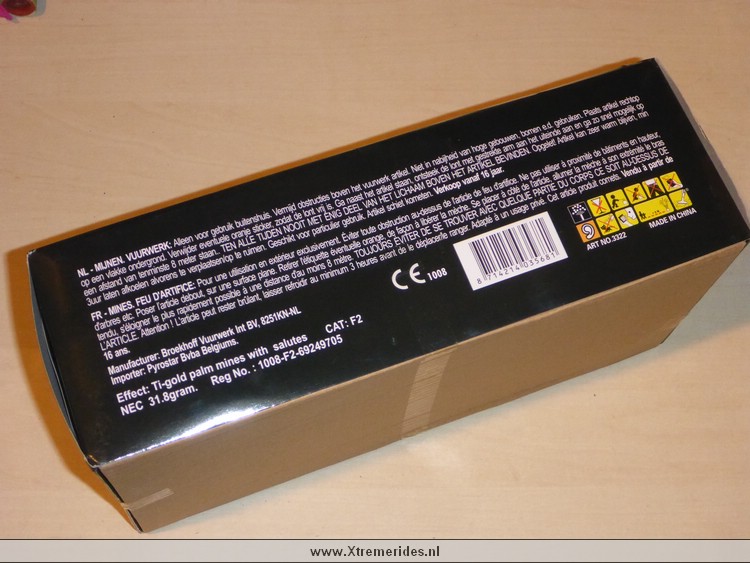 NL - MIJNEN. VUURWERK: Alleen voor gebruik buitenshuis. Vermijd obstructies boven het vuurwerk artikel. Niet in nabijheid van hoge gebouwen, bomen e.d. gebruiken. Plaats artikel rechtop
op een vlakke ondergrond. Verwijder eventuele oranje sticker, zodat de lont vrij is. Ga naast het artikel staan, ontsteek de lont met gestrekte arm aan het uiteinde aan en ga zo snel mogelijk op
een afstand van tenminste 8 meter staan. TEN ALLE TIJDEN NOOIT MET ENIG DEEL VAN HET LICHAAM BOVEN HET ARTIKEL BEVINDEN. Opgelet! Artikel kan zeer warm blijven, min
3uur laten afkoelen alvorens te verplaatsen/op te ruimen. Geschikt voor particulier gebruik. Artikel schiet kometen. Verkoop vanaf 16 jaar.
FR - MINES, FEU D'ARTIFICE: Pour une utilisation en extérieur exclusivement. Éviter toute obstruction au-dessus de l'article de feu d'artifice. Ne pas utiliser à proximité de bâtiments en hauteur,
d'arbres etc. Poser l'article debout, sur une surface plane. Retirer l'étiquette éventuelle orange, de façon à libérer la mèche. Se placer à côté de l'article, allumer la mèche à son extrémité le bras
tendu, s'éloigner le plus rapidement possible à une distance d'au moins 8 mètre. TOUJOURS ÉVITER DE SE TROUVER AVEC QUELQUE PARTIE DU CORPS CE SOIT AU-DESSUS DE
L'ARTICLE. Attention ! L'article peut rester brûlant, laisser refroidir au minimum 3 heures avant de le déplacer/le ranger. Adapté à un usage privé. Cet article produit comets. Vendu à partir de
16 ans.
Manufacturer: Broekhoff Vuurwerk Int BV, 8251KN-NL
Importer: Pyrostar Bvba Belgiums.
CAT: F2
Effect: Ti-gold palm mines with salutes
NEC 31.8gram. Reg No. : 1008-F2-69249705
CE 1008
8 714214 035681
ART NO.3322
MADE IN CHINA
www.Xtremerides.nl